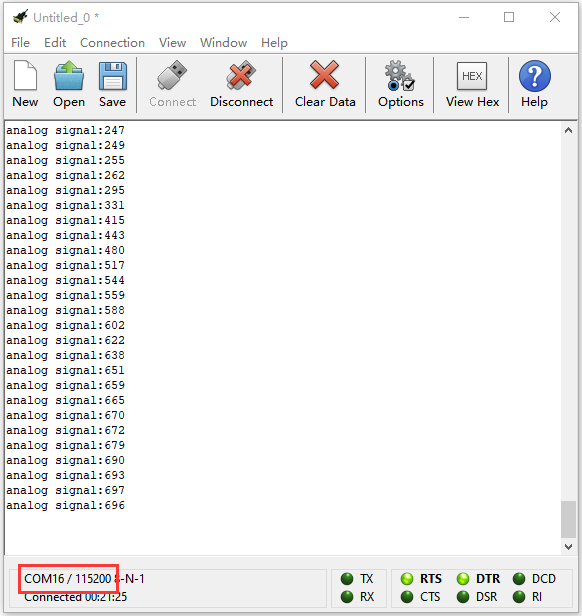 Untitled_0 *
File Edit Connection View Window Help
New Open Save Connect Disconnect Clear Data Options HEX View Hex ? Help
analog signal:247
analog signal:249
analog signal:255
analog signal:262
analog signal:295
analog signal:331
analog signal:415
analog signal:443
analog signal:480
analog signal:517
analog signal:544
analog signal:559
analog signal:588
analog signal:602
analog signal:622
analog signal:638
analog signal:651
analog signal:659
analog signal:665
analog signal:670
analog signal:672
analog signal:679
analog signal:690
analog signal:693
analog signal:697
analog signal:696
COM16 / 115200 8-N-1 TX RTS DTR DCD
Connected 00:21:25 RX CTS DSR RI